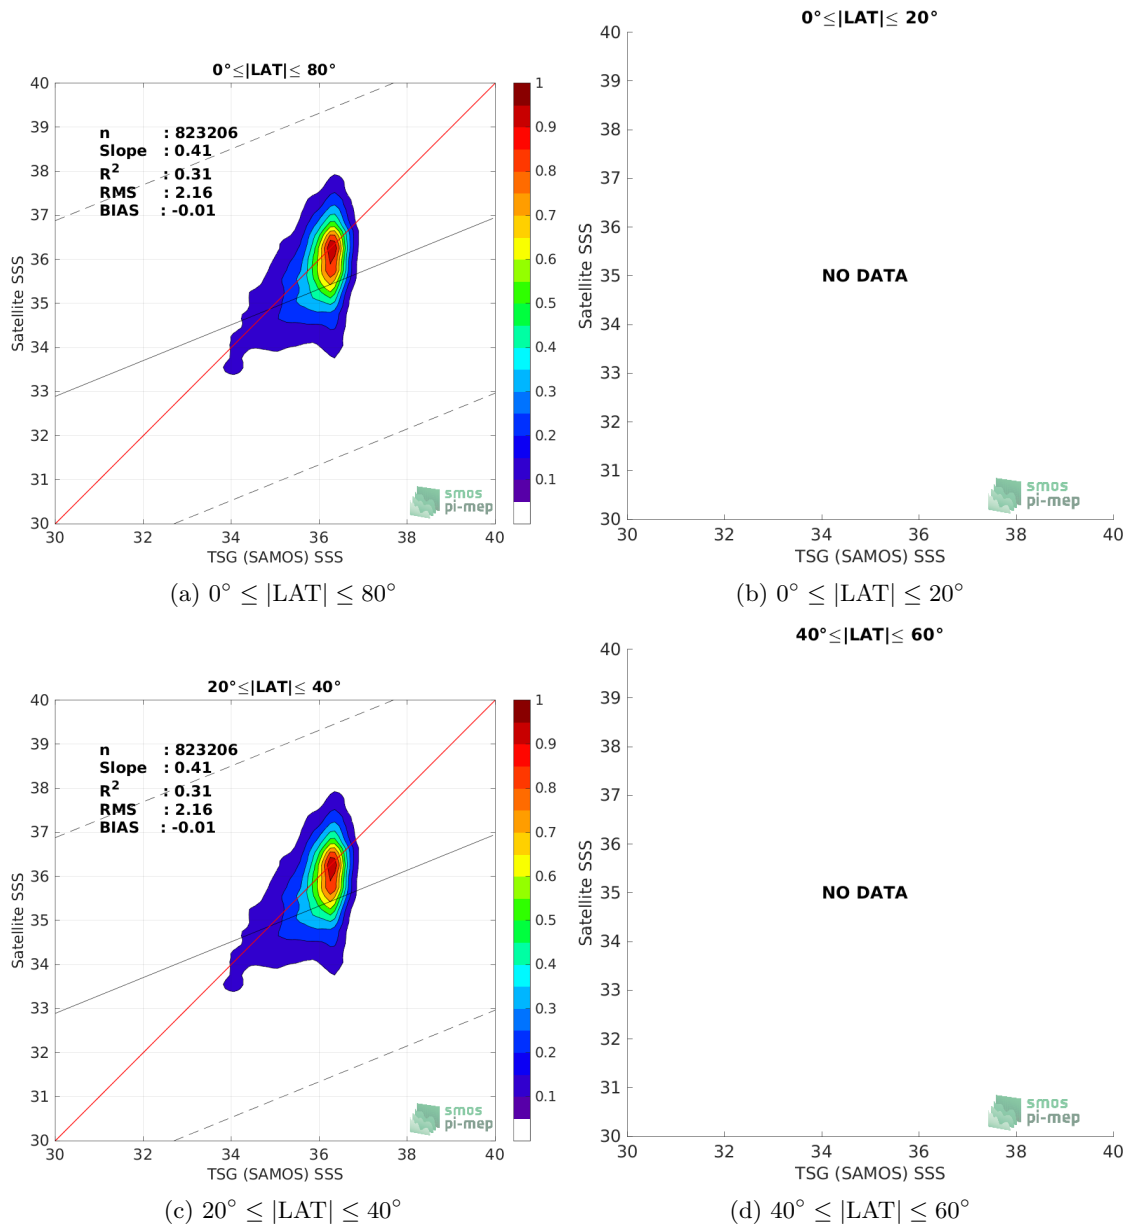 0°≤|LAT|≤ 80°
40
39
38
37
36
35
34
33
32
31
30
Satellite SSS
n : 823206
Slope : 0.41
R² : 0.31
RMS : 2.16
BIAS : -0.01
1
0.9
0.8
0.7
0.6
0.5
0.4
0.3
0.2
0.1
smos
pi-mep
30 32 34 36 38 40
TSG (SAMOS) SSS
(a) 0° ≤ |LAT| ≤ 80°
0°≤|LAT|≤ 20°
40
39
38
37
36
35
34
33
32
31
30
Satellite SSS
NO DATA
smos
pi-mep
30 32 34 36 38 40
TSG (SAMOS) SSS
(b) 0° ≤ |LAT| ≤ 20°
20°≤|LAT|≤ 40°
40
39
38
37
36
35
34
33
32
31
30
Satellite SSS
n : 823206
Slope : 0.41
R² : 0.31
RMS : 2.16
BIAS : -0.01
1
0.9
0.8
0.7
0.6
0.5
0.4
0.3
0.2
0.1
smos
pi-mep
30 32 34 36 38 40
TSG (SAMOS) SSS
(c) 20° ≤ |LAT| ≤ 40°
40°≤|LAT|≤ 60°
40
39
38
37
36
35
34
33
32
31
30
Satellite SSS
NO DATA
smos
pi-mep
30 32 34 36 38 40
TSG (SAMOS) SSS
(d) 40° ≤ |LAT| ≤ 60°